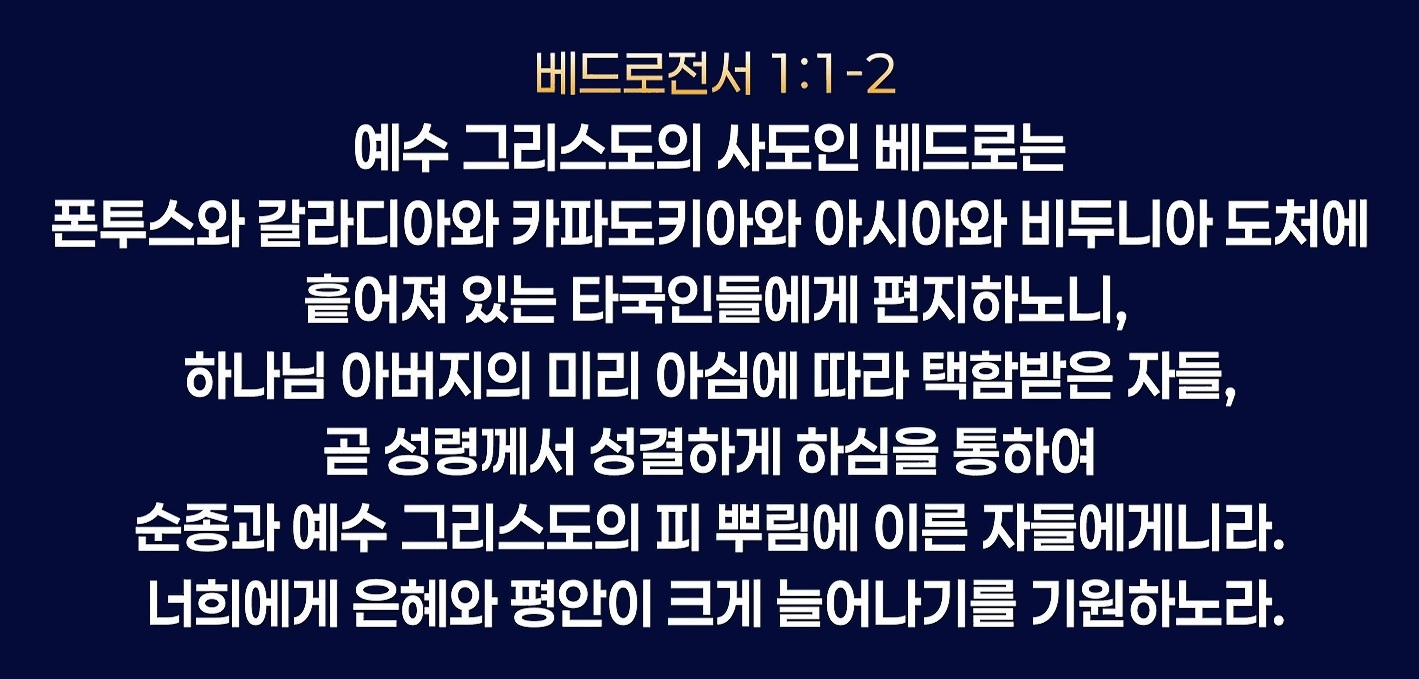 베드로전서 1:1-2
예수 그리스도의 사도인 베드로는
폰투스와 갈라디아와 카파도키아와 아시아와 비두니아 도처에
흩어져 있는 타국인들에게 편지하노니,
하나님 아버지의 미리 아심에 따라 택함받은 자들,
곧 성령께서 성결하게 하심을 통하여
순종과 예수 그리스도의 피 뿌림에 이른 자들에게니라.
너희에게 은혜와 평안이 크게 늘어나기를 기원하노라.